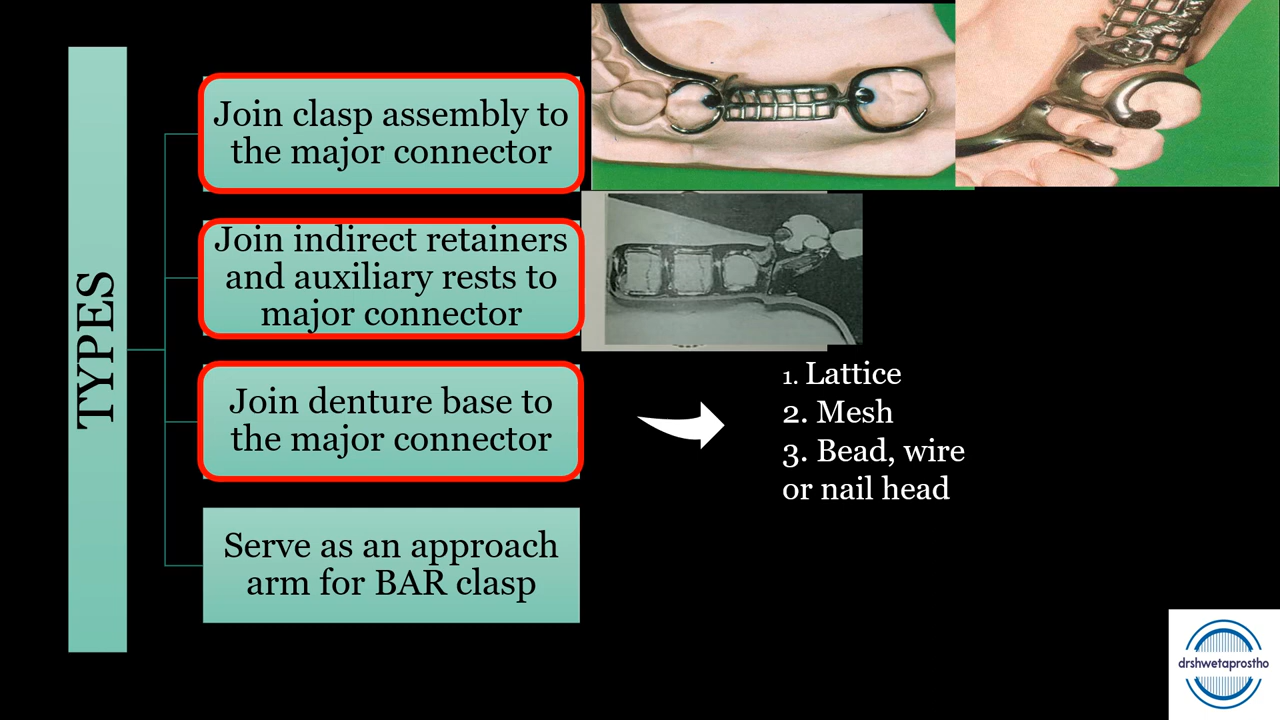 TYPES
Join clasp assembly to
the major connector
Join indirect retainers
and auxiliary rests to
major connector
Join denture base to
the major connector
Serve as an approach
arm for BAR clasp
1. Lattice
2. Mesh
3. Bead, wire
or nail head
drshwetaprostho